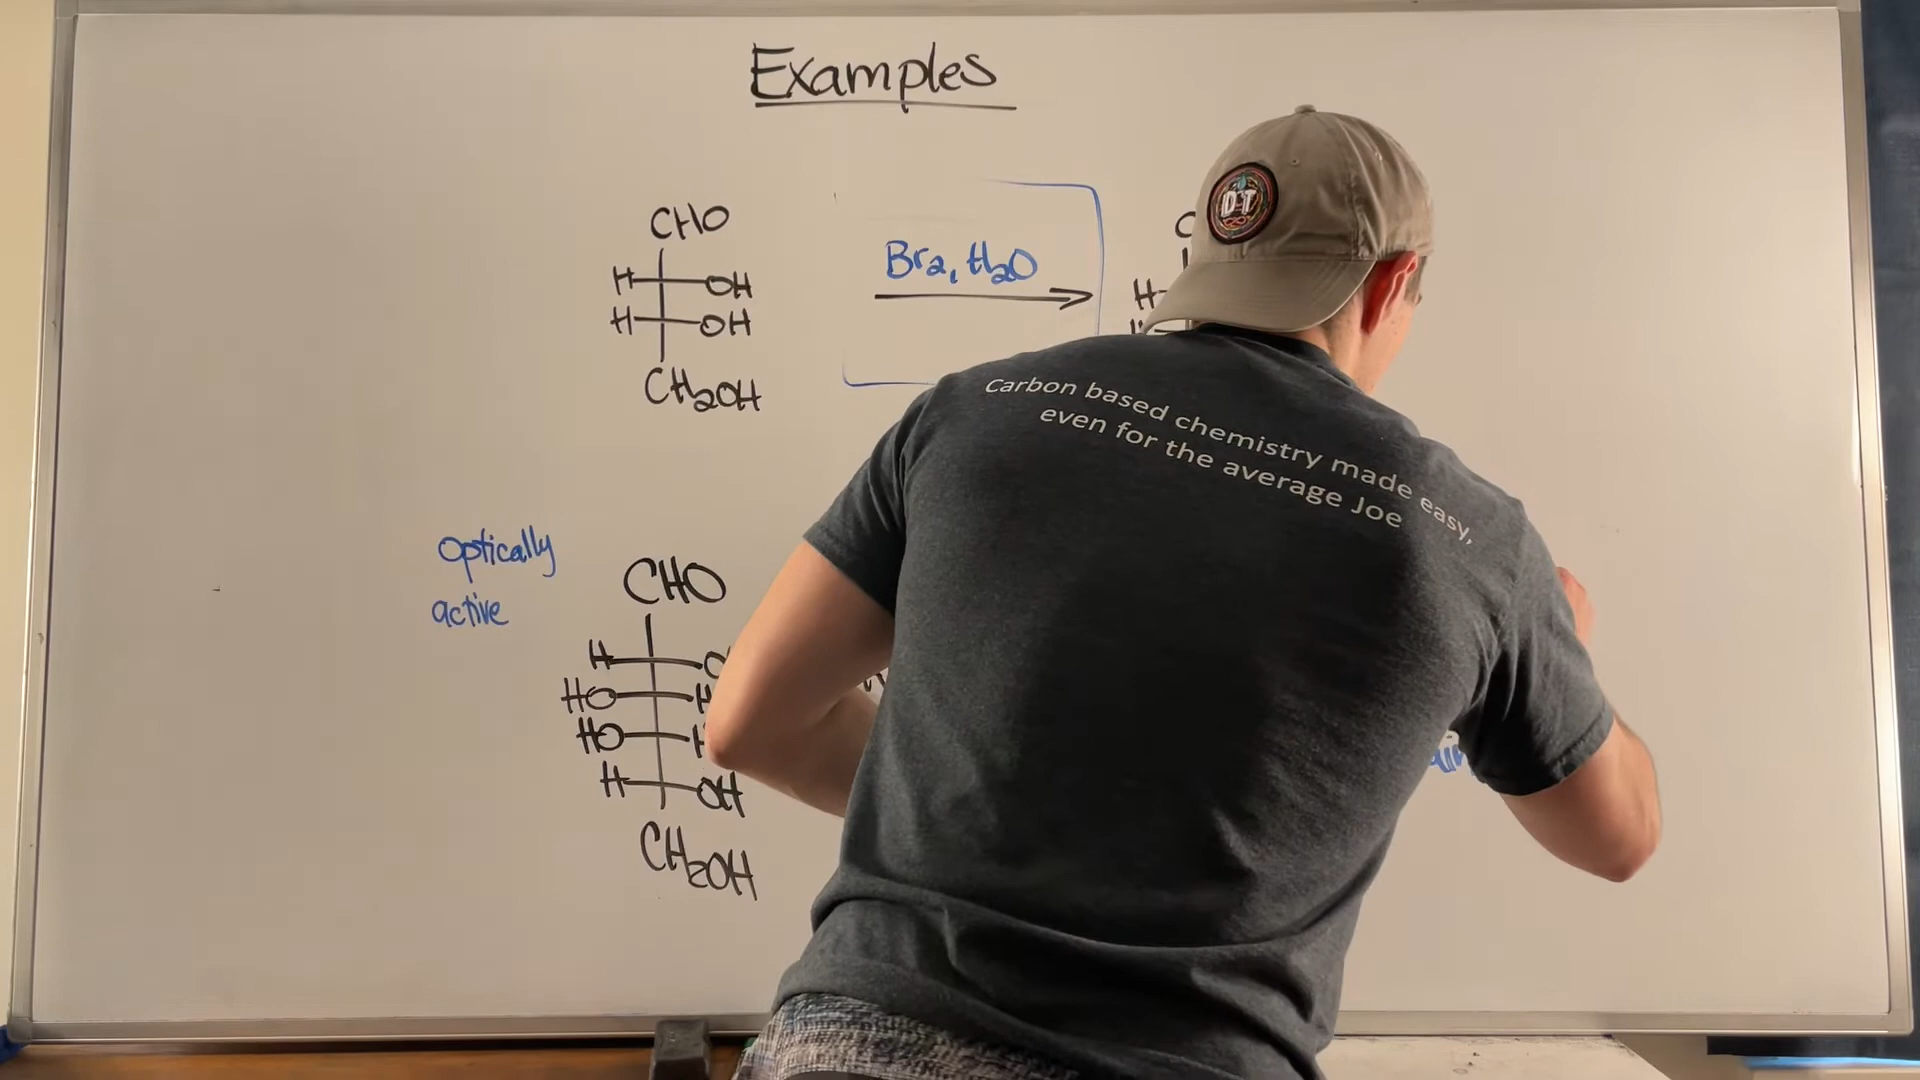 Examples
CHO
Br2, H2O
H OH
H OH
CH2OH
C
H
DT
Carbon based chemistry made easy,
even for the average Joe
optically
active
CHO
H
HO H
HO
H OH
CH2OH